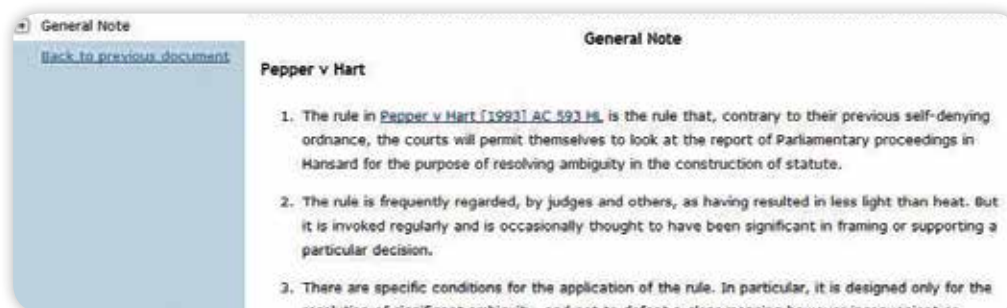 General Note
Back to previous document
General Note
Pepper v Hart
1. The rule in Pepper v Hart [1993] AC 593 HL is the rule that, contrary to their previous self-denying
ordnance, the courts will permit themselves to look at the report of Parliamentary proceedings in
Hansard for the purpose of resolving ambiguity in the construction of statute.
2. The rule is frequently regarded, by judges and others, as having resulted in less light than heat. But
it is invoked regularly and is occasionally thought to have been significant in framing or supporting a
particular decision.
3. There are specific conditions for the application of the rule. In particular, it is designed only for the